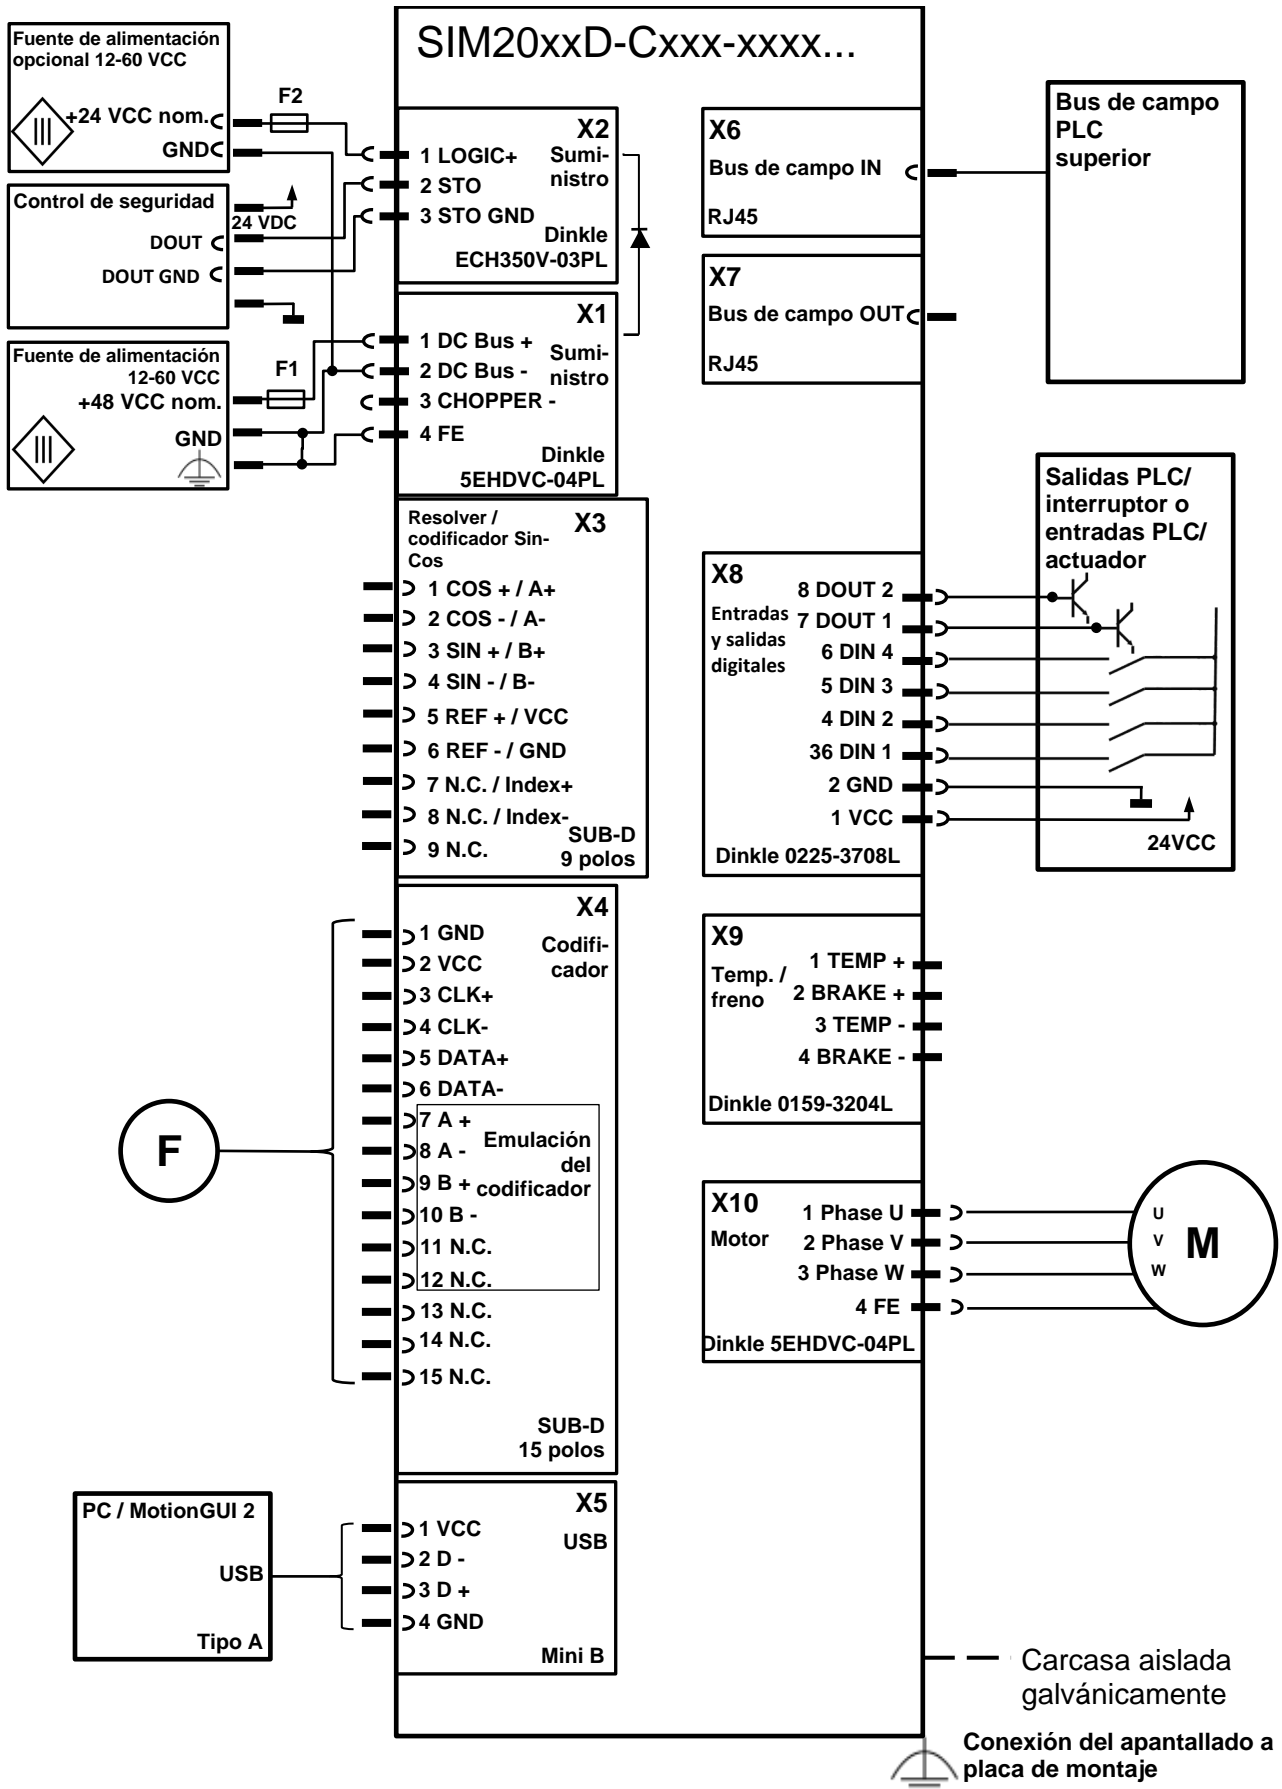 SIM20xxD-Cxxx-xxxx...
Fuente de alimentación
opcional 12-60 VCC
+24 VCC nom.
GND
F2
Control de seguridad
24 VDC
DOUT
DOUT GND
Fuente de alimentación
12-60 VCC
+48 VCC nom.
GND
F1
X2
1 LOGIC+
Sumi-
nistro
2 STO
3 STO GND
Dinkle
ECH350V-03PL
X1
1 DC Bus +
Sumi-
nistro
2 DC Bus -
3 CHOPPER -
4 FE
Dinkle
5EHDVC-04PL
Resolver /
codificador Sin-
Cos
X3
1 COS + / A+
2 COS - / A-
3 SIN + / B+
4 SIN - / B-
5 REF + / VCC
6 REF - / GND
7 N.C. / Index+
8 N.C. / Index-
9 N.C.
SUB-D
9 polos
X4
Codifi-
cador
1 GND
2 VCC
3 CLK+
4 CLK-
5 DATA+
6 DATA-
7 A +
8 A -
9 B +
10 B -
11 N.C.
12 N.C.
13 N.C.
14 N.C.
15 N.C.
Emulación
del
codificador
SUB-D
15 polos
F
X5
USB
1 VCC
2 D -
3 D +
4 GND
Mini B
PC / MotionGUI 2
USB
Tipo A
X6
Bus de campo IN
RJ45
X7
Bus de campo OUT
RJ45
Bus de campo
PLC
superior
X8
Entradas
y salidas
digitales
8 DOUT 2
7 DOUT 1
6 DIN 4
5 DIN 3
4 DIN 2
36 DIN 1
2 GND
1 VCC
Dinkle 0225-3708L
Salidas PLC/
interruptor o
entradas PLC/
actuador
24VCC
X9
Temp. /
freno
1 TEMP +
2 BRAKE +
3 TEMP -
4 BRAKE -
Dinkle 0159-3204L
X10
Motor
1 Phase U
2 Phase V
3 Phase W
4 FE
Dinkle 5EHDVC-04PL
U
V
W
M
Carcasa aislada
galvánicamente
Conexión del apantallado a
placa de montaje